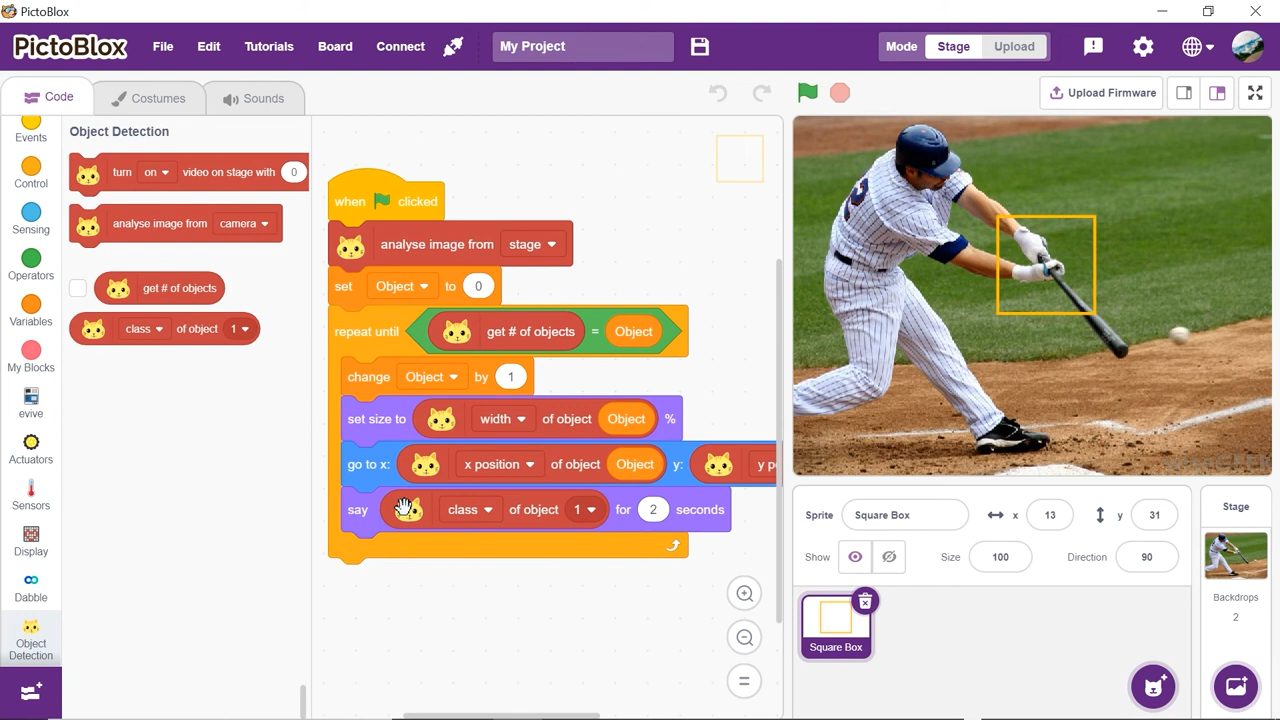 PictoBlox
PictoBlox File Edit Tutorials Board Connect My Project Mode Stage Upload
Code Costumes Sounds Upload Firmware
Events
Control
Sensing
Operators
Variables
My Blocks
evive
Actuators
Sensors
Display
Dabble
Object
Detection
Object Detection
turn on video on stage with 0
analyse image from camera
get # of objects
class of object 1
when clicked
analyse image from stage
set Object to 0
repeat until get # of objects = Object
change Object by 1
set size to width of object Object %
go to x: x position of object Object y: y po
say class of object 1 for 2 seconds
Sprite Square Box x 13 y 31
Show Size 100 Direction 90
Square Box
Stage
Backdrops
2